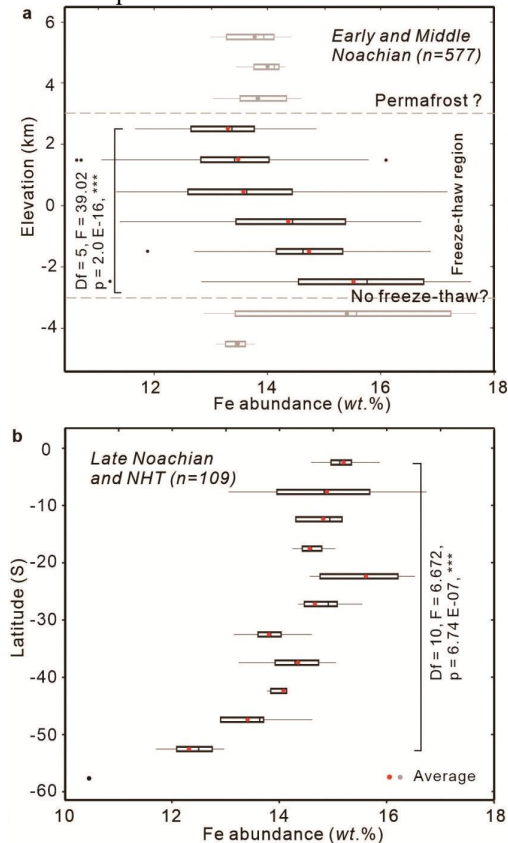 a
Early and Middle
Noachian (n=577)
Permafrost ?
Freeze-thaw region
No freeze-thaw?
Df = 5, F = 39.02
p = 2.0 E-16, ***
Elevation (km)
6
4
2
0
-2
-4
12
14
16
18
Fe abundance (wt.%)
b
Late Noachian
and NHT (n=109)
Df = 10, F = 6.672,
p = 6.74 E-07, ***
Average
Latitude (S)
0
-10
-20
-30
-40
-50
-60
10
12
14
16
18
Fe abundance (wt.%)